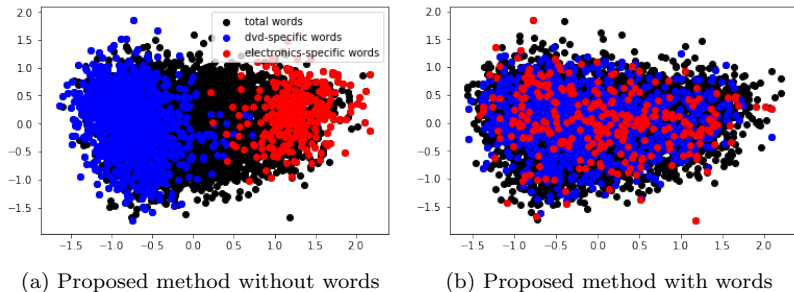 2.0
1.5
1.0
0.5
0.0
−0.5
−1.0
−1.5
total words
dvd-specific words
electronics-specific words
−1.5 −1.0 −0.5 0.0 0.5 1.0 1.5 2.0
2.0
1.5
1.0
0.5
0.0
−0.5
−1.0
−1.5
−1.5 −1.0 −0.5 0.0 0.5 1.0 1.5 2.0
(a) Proposed method without words
(b) Proposed method with words